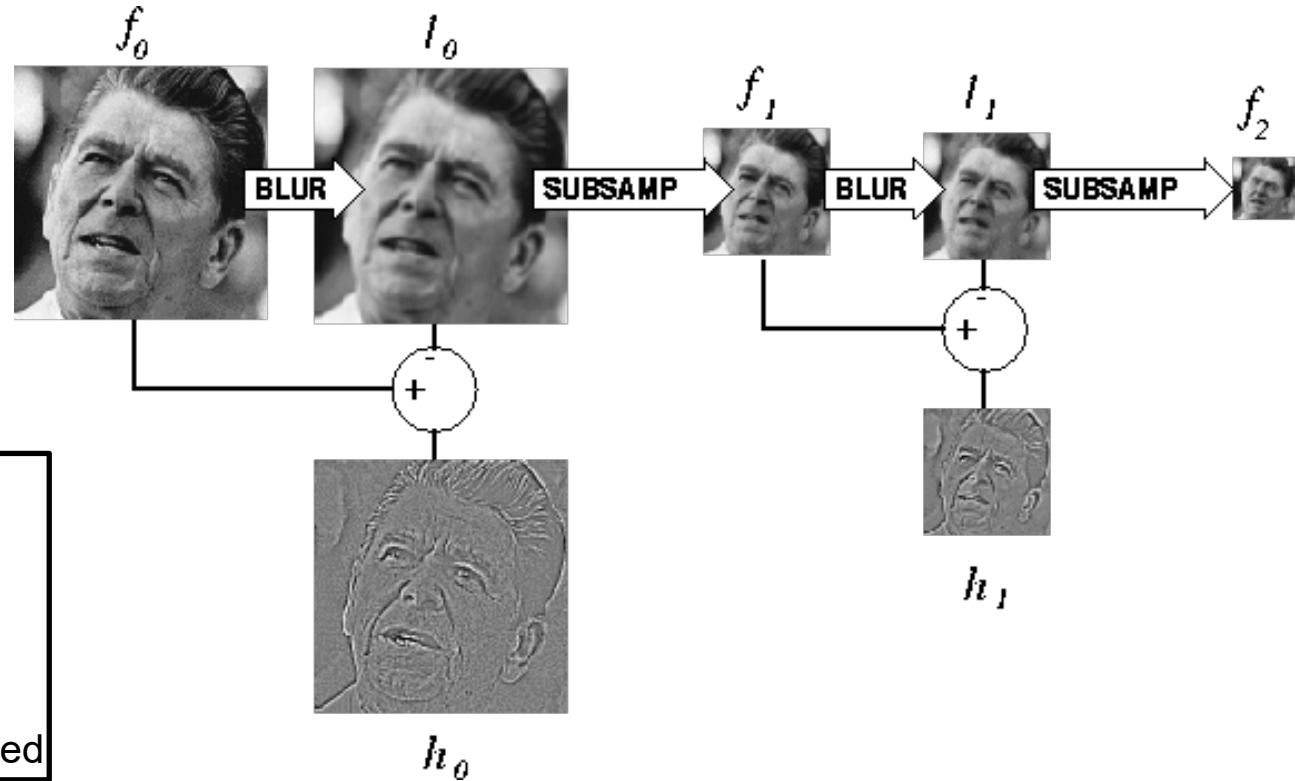 f₀ l₀
f₁ l₁ f₂
BLUR SUBSAMP BLUR SUBSAMP
-
+
-
+
h₁
ed
h₀